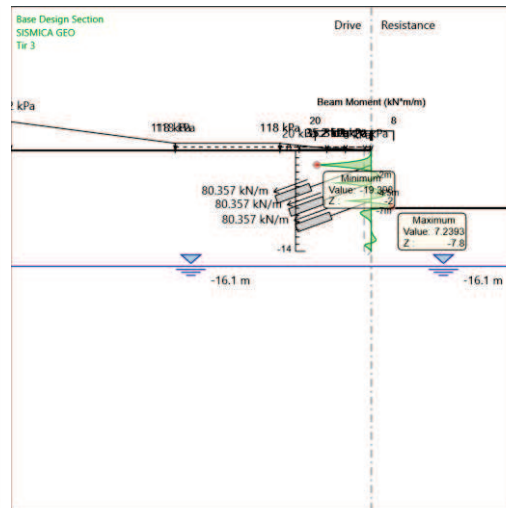 Base Design Section
SISMICA GEO
Tir 3
Drive
Resistance
Beam Moment (kN*m/m)
20
8
kPa
118 kPa
-2m
Minimum
Value:
Z
80.357 kN/m
80.357 kN/m
80.357 kN/m
-7m
Maximum
Value: 7.2393
Z : -7.8
-14
-16.1 m
-16.1 m